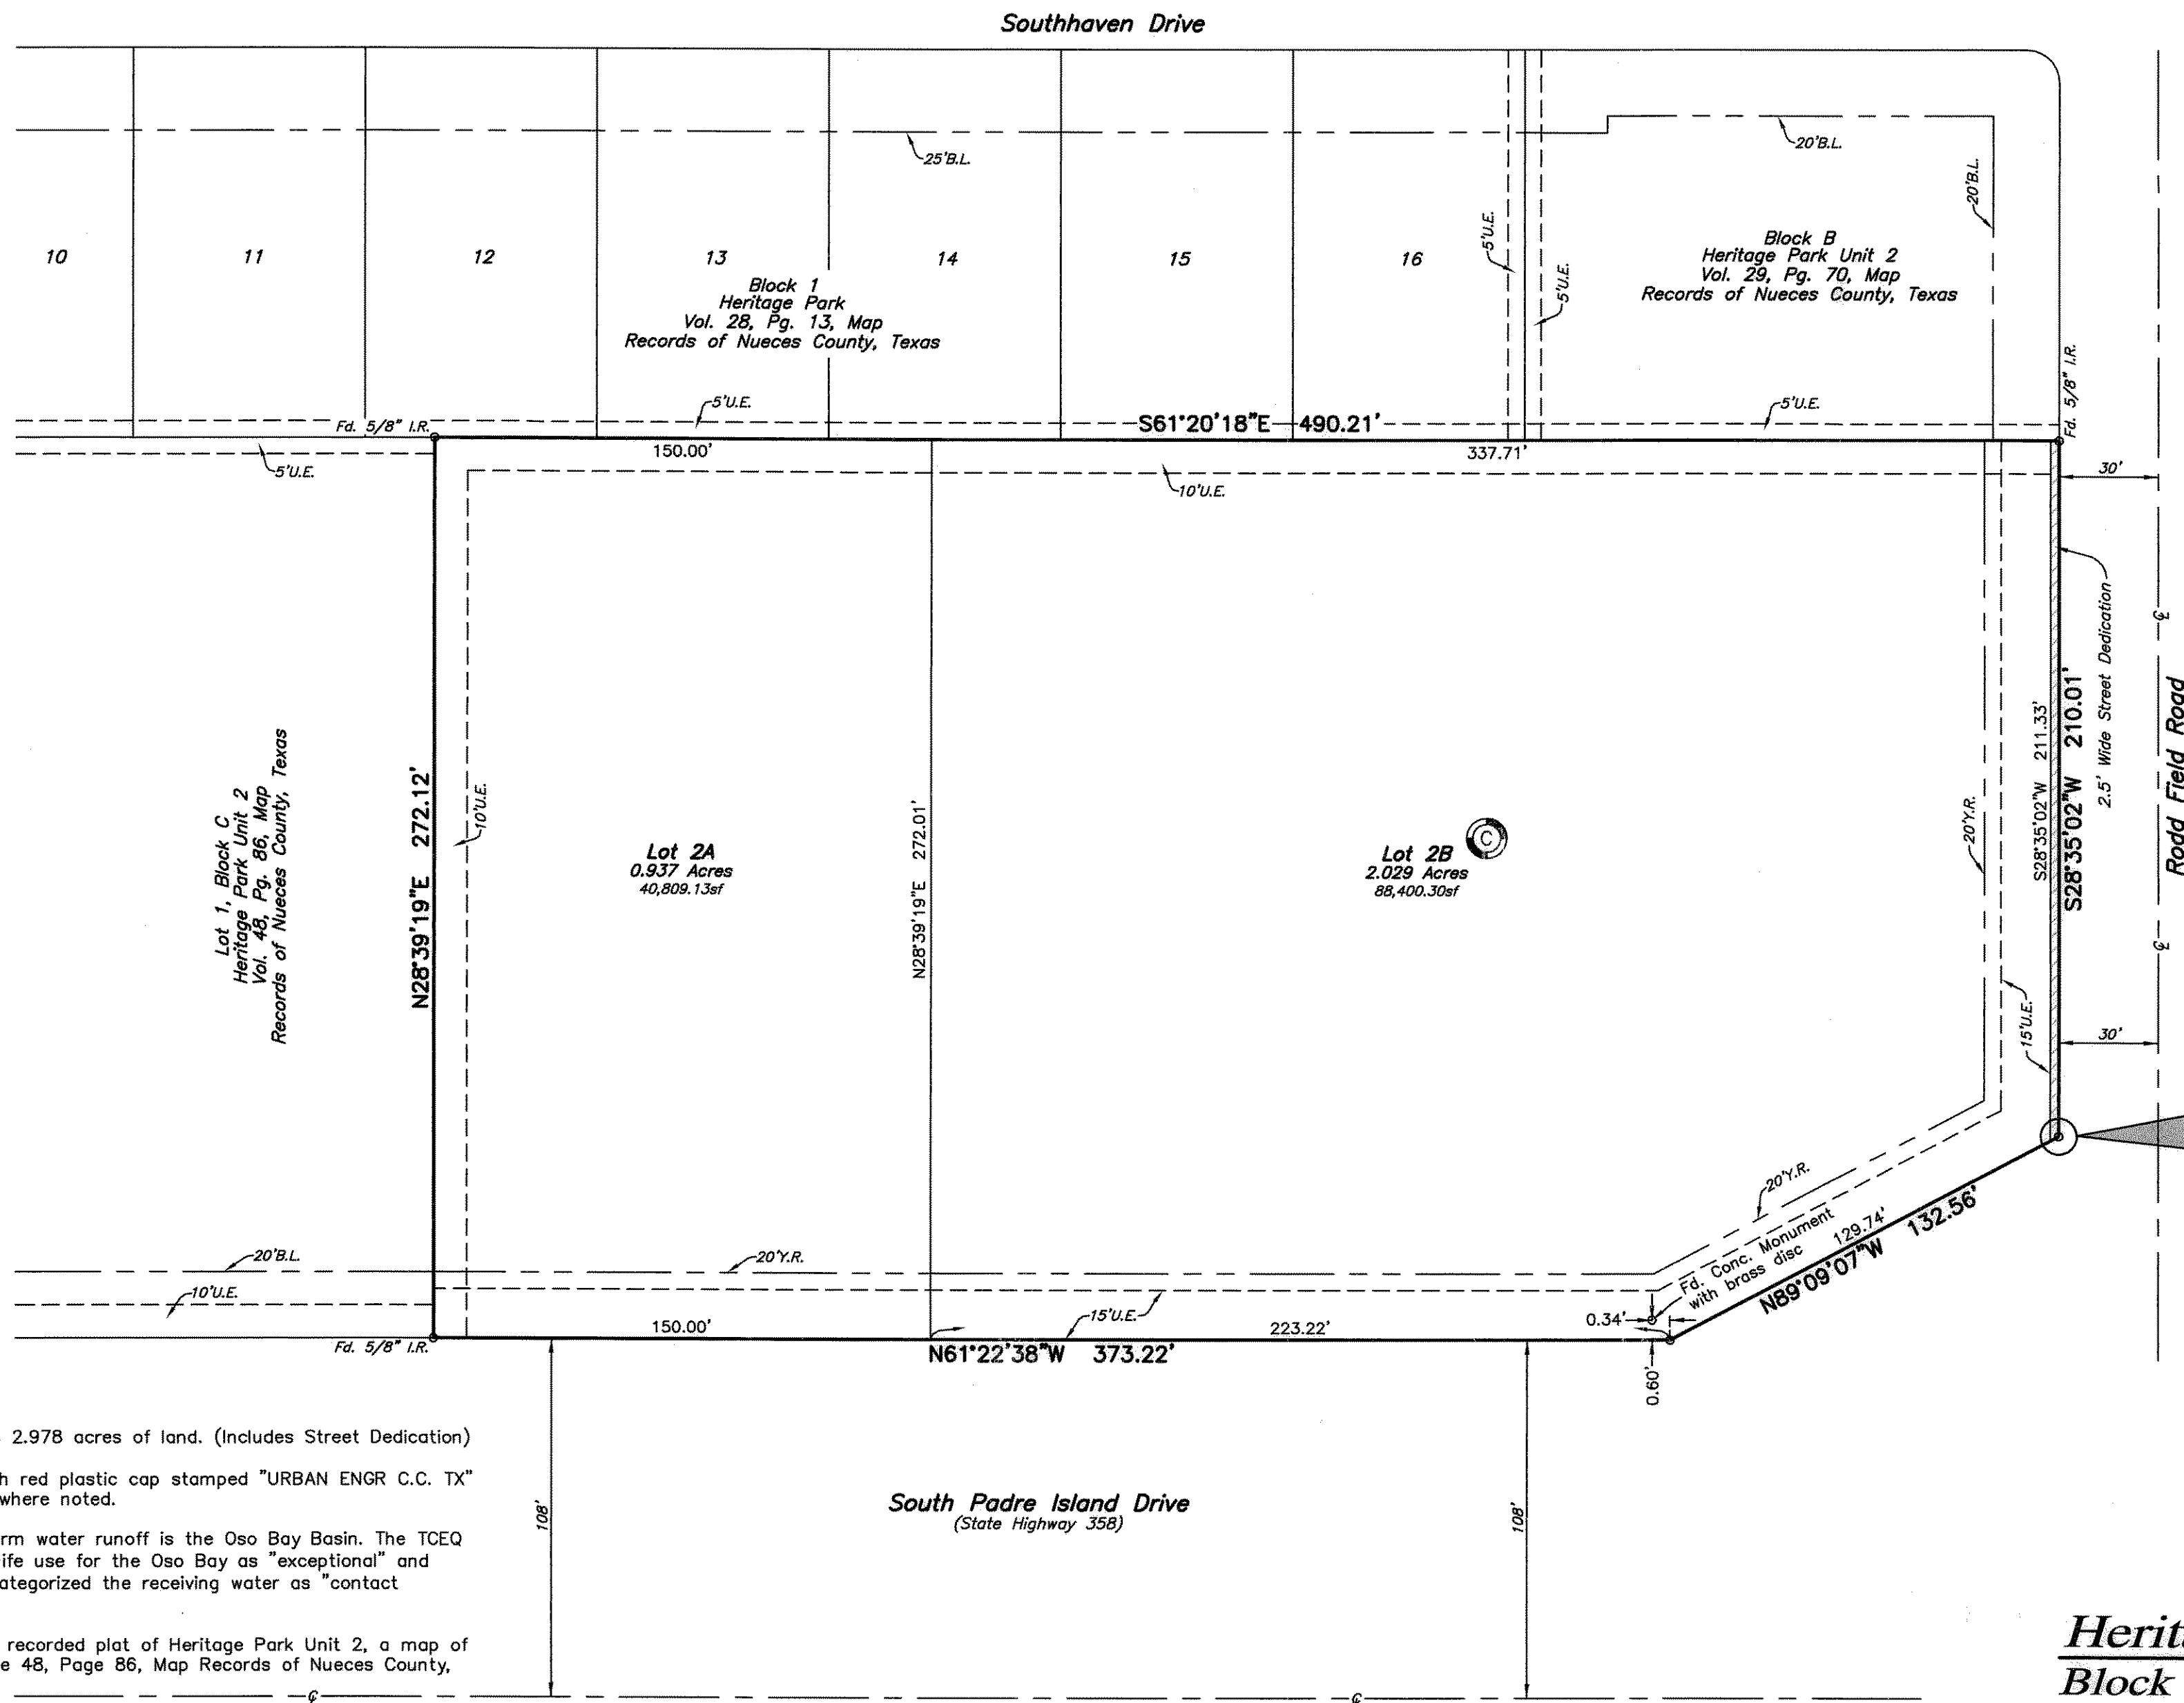 Southhaven Drive
25'B.L.
20'B.L.
20'B.L.
5'U.E.
5'U.E.
10
11
12
13
14
15
16
Block 1
Heritage Park
Vol. 28, Pg. 13, Map
Records of Nueces County, Texas
Block B
Heritage Park Unit 2
Vol. 29, Pg. 70, Map
Records of Nueces County, Texas
Fd. 5/8" I.R.
5'U.E.
5'U.E.
Fd. 5/8" I.R.
S61°20'18"E 490.21'
150.00'
337.71'
5'U.E.
10'U.E.
30'
2.5' Wide Street Dedication
℄
Rodd Field Road
S28°35'02"W 211.33'
S28°35'02"W 210.01'
Lot 1, Block C
Heritage Park Unit 2
Vol. 48, Pg. 86, Map
Records of Nueces County, Texas
N28°39'19"E 272.12'
10'U.E.
Lot 2A
0.937 Acres
40,809.13sf
N28°39'19"E 272.01'
Lot 2B
2.029 Acres
88,400.30sf
C
20'Y.R.
℄
15'U.E.
30'
20'Y.R.
Fd. Conc. Monument
with brass disc
129.74'
N89°09'07"W 132.56'
20'B.L.
20'Y.R.
10'U.E.
15'U.E.
0.34'
150.00'
223.22'
Fd. 5/8" I.R.
N61°22'38"W 373.22'
0.60'
2.978 acres of land. (Includes Street Dedication)
h red plastic cap stamped "URBAN ENGR C.C. TX"
where noted.
rm water runoff is the Oso Bay Basin. The TCEQ
ife use for the Oso Bay as "exceptional" and
ategorized the receiving water as "contact
recorded plat of Heritage Park Unit 2, a map of
e 48, Page 86, Map Records of Nueces County,
108'
South Padre Island Drive
(State Highway 358)
108'
℄
℄
Herit
Block